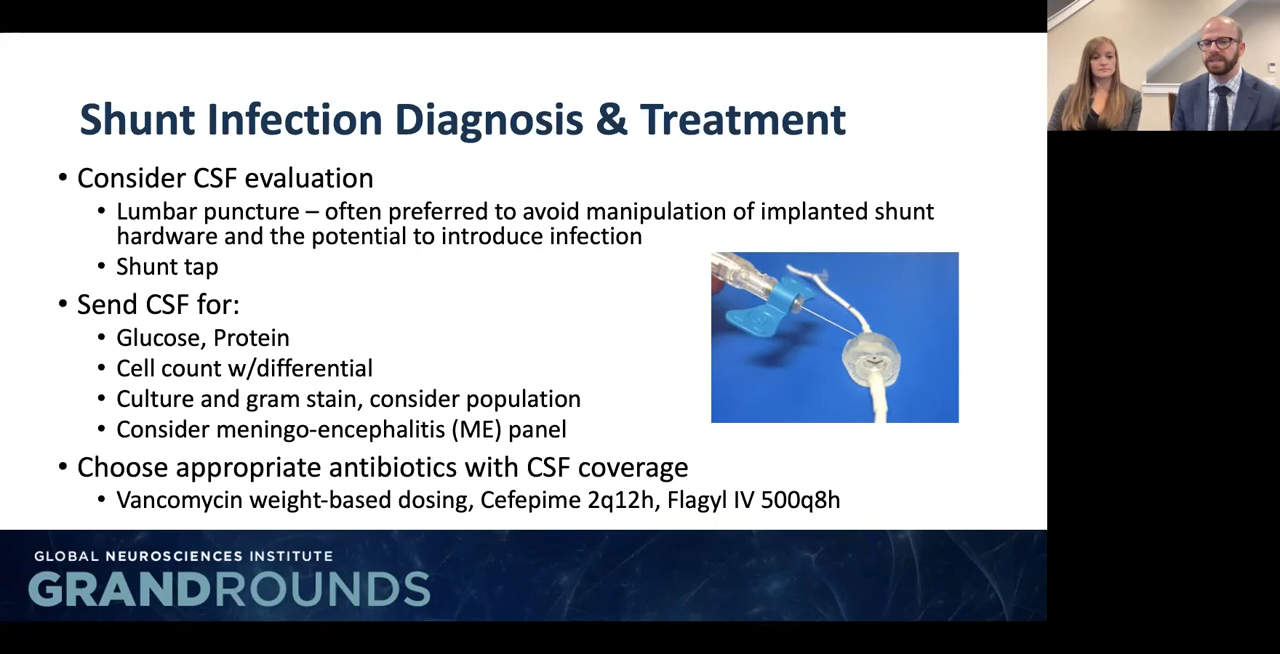 Shunt Infection Diagnosis & Treatment
• Consider CSF evaluation
• Lumbar puncture – often preferred to avoid manipulation of implanted shunt
hardware and the potential to introduce infection
• Shunt tap
• Send CSF for:
• Glucose, Protein
• Cell count w/differential
• Culture and gram stain, consider population
• Consider meningo-encephalitis (ME) panel
• Choose appropriate antibiotics with CSF coverage
• Vancomycin weight-based dosing, Cefepime 2q12h, Flagyl IV 500q8h
GLOBAL NEUROSCIENCES INSTITUTE
GRANDROUNDS